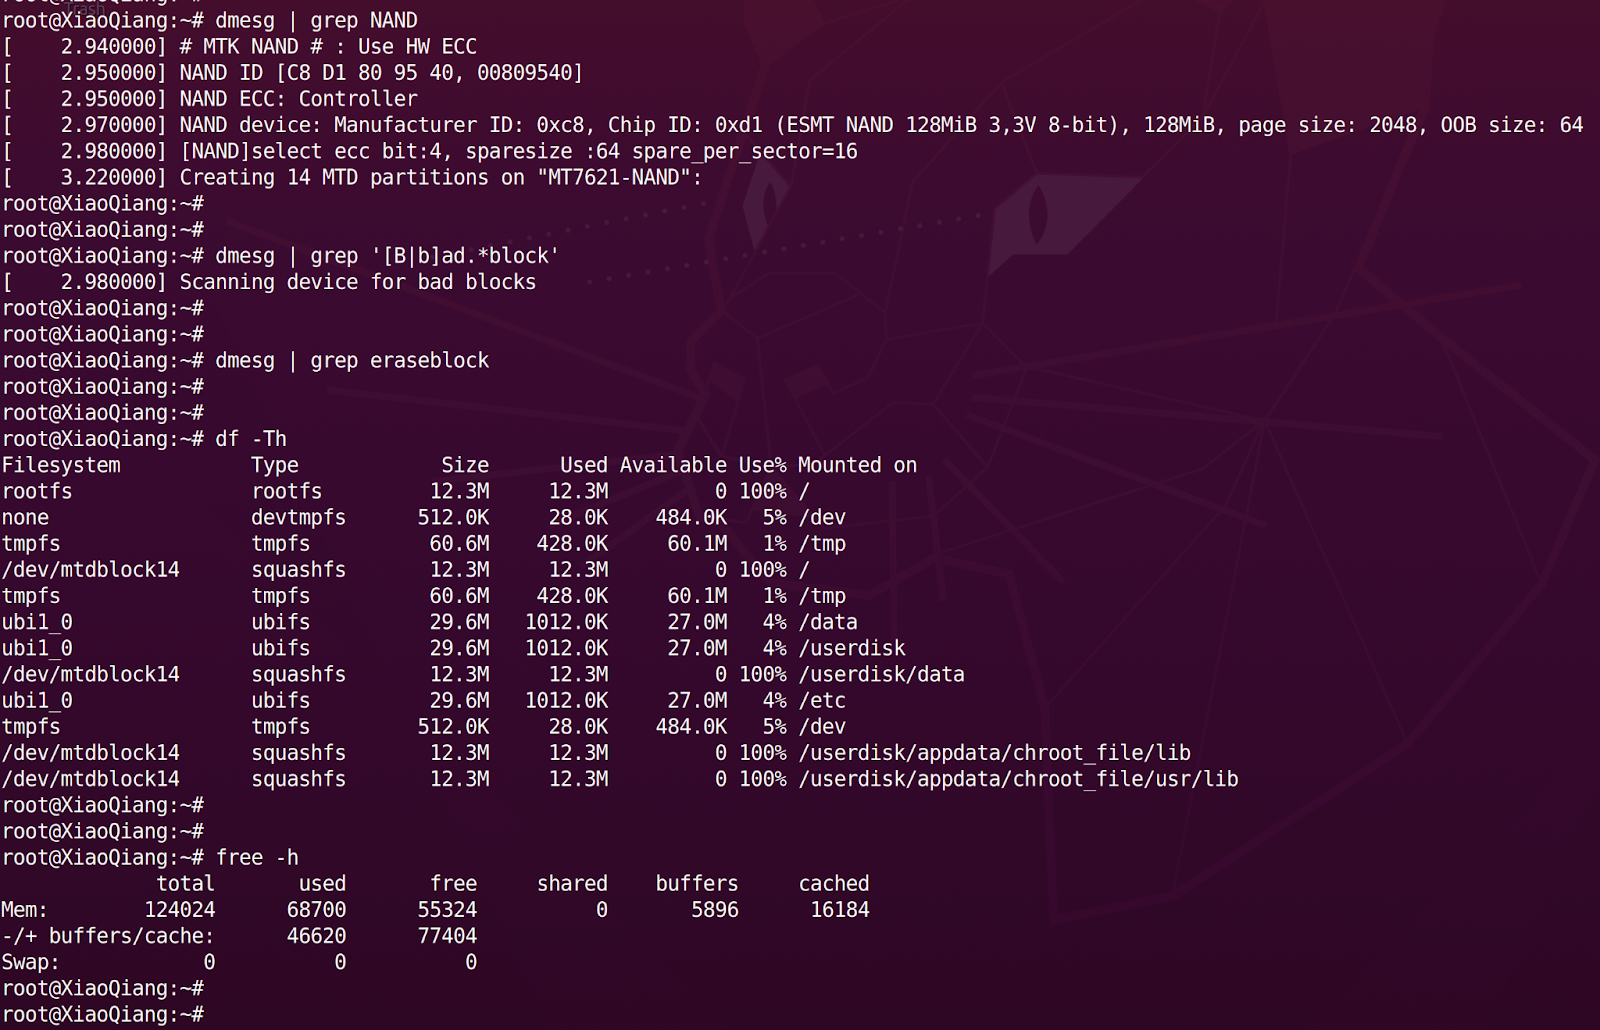 Trash
root@XiaoQiang:~#
root@XiaoQiang:~# dmesg | grep NAND
[    2.940000] # MTK NAND # : Use HW ECC
[    2.950000] NAND ID [C8 D1 80 95 40, 00809540]
[    2.950000] NAND ECC: Controller
[    2.970000] NAND device: Manufacturer ID: 0xc8, Chip ID: 0xd1 (ESMT NAND 128MiB 3,3V 8-bit), 128MiB, page size: 2048, OOB size: 64
[    2.980000] [NAND]select ecc bit:4, sparesize :64 spare_per_sector=16
[    3.220000] Creating 14 MTD partitions on "MT7621-NAND":
root@XiaoQiang:~#
root@XiaoQiang:~#
root@XiaoQiang:~# dmesg | grep '[B|b]ad.*block'
[    2.980000] Scanning device for bad blocks
root@XiaoQiang:~#
root@XiaoQiang:~#
root@XiaoQiang:~# dmesg | grep eraseblock
root@XiaoQiang:~#
root@XiaoQiang:~#
root@XiaoQiang:~# df -Th
Filesystem           Type            Size      Used Available Use% Mounted on
rootfs               rootfs         12.3M     12.3M         0 100% /
none                 devtmpfs      512.0K     28.0K    484.0K   5% /dev
tmpfs                tmpfs          60.6M    428.0K     60.1M   1% /tmp
/dev/mtdblock14      squashfs       12.3M     12.3M         0 100% /
tmpfs                tmpfs          60.6M    428.0K     60.1M   1% /tmp
ubi1_0               ubifs          29.6M   1012.0K     27.0M   4% /data
ubi1_0               ubifs          29.6M   1012.0K     27.0M   4% /userdisk
/dev/mtdblock14      squashfs       12.3M     12.3M         0 100% /userdisk/data
ubi1_0               ubifs          29.6M   1012.0K     27.0M   4% /etc
tmpfs                tmpfs         512.0K     28.0K    484.0K   5% /dev
/dev/mtdblock14      squashfs       12.3M     12.3M         0 100% /userdisk/appdata/chroot_file/lib
/dev/mtdblock14      squashfs       12.3M     12.3M         0 100% /userdisk/appdata/chroot_file/usr/lib
root@XiaoQiang:~#
root@XiaoQiang:~#
root@XiaoQiang:~# free -h
             total       used       free     shared    buffers     cached
Mem:        124024      68700      55324          0       5896      16184
-/+ buffers/cache:      46620      77404
Swap:            0          0          0
root@XiaoQiang:~#
root@XiaoQiang:~#